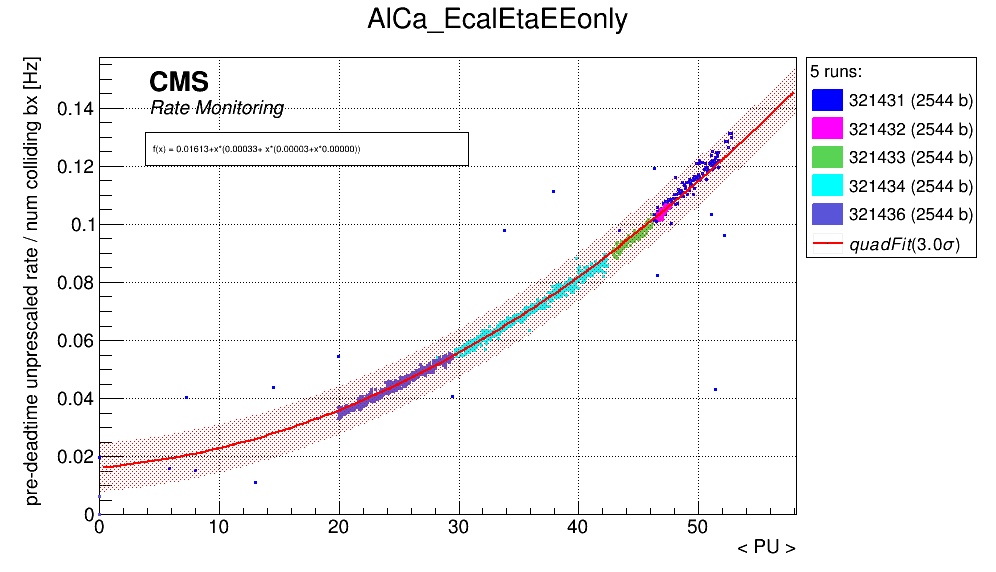 AlCa_EcalEtaEEonly
pre-deadtime unprescaled rate / num colliding bx [Hz]
CMS
Rate Monitoring
f(x) = 0.01613+x*(0.00033+ x*(0.00003+x*0.00000))
0.14
0.12
0.1
0.08
0.06
0.04
0.02
0
0 10 20 30 40 50
< PU >
5 runs:
321431 (2544 b)
321432 (2544 b)
321433 (2544 b)
321434 (2544 b)
321436 (2544 b)
quadFit(3.0σ)